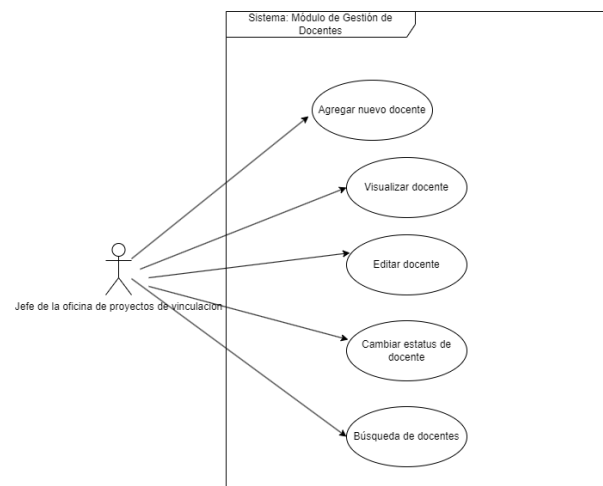 Sistema: Módulo de Gestión de
Docentes
Agregar nuevo docente
Visualizar docente
Editar docente
Jefe de la oficina de proyectos de vinculacion
Cambiar estatus de
docente
Búsqueda de docentes